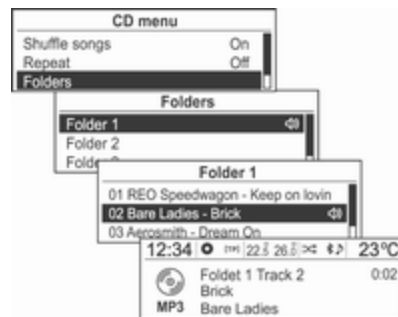 CD menu
Shuffle songs On
Repeat Off
Folders
Folders
Folder 1
Folder 2
Folder 1
01 REO Speedwagon - Keep on lovin
02 Bare Ladies - Brick
03 Aerosmith - Dream On
12:34 22.5 26.5 23°C
Foldet 1 Track 2 0:02
Brick
MP3 Bare Ladies